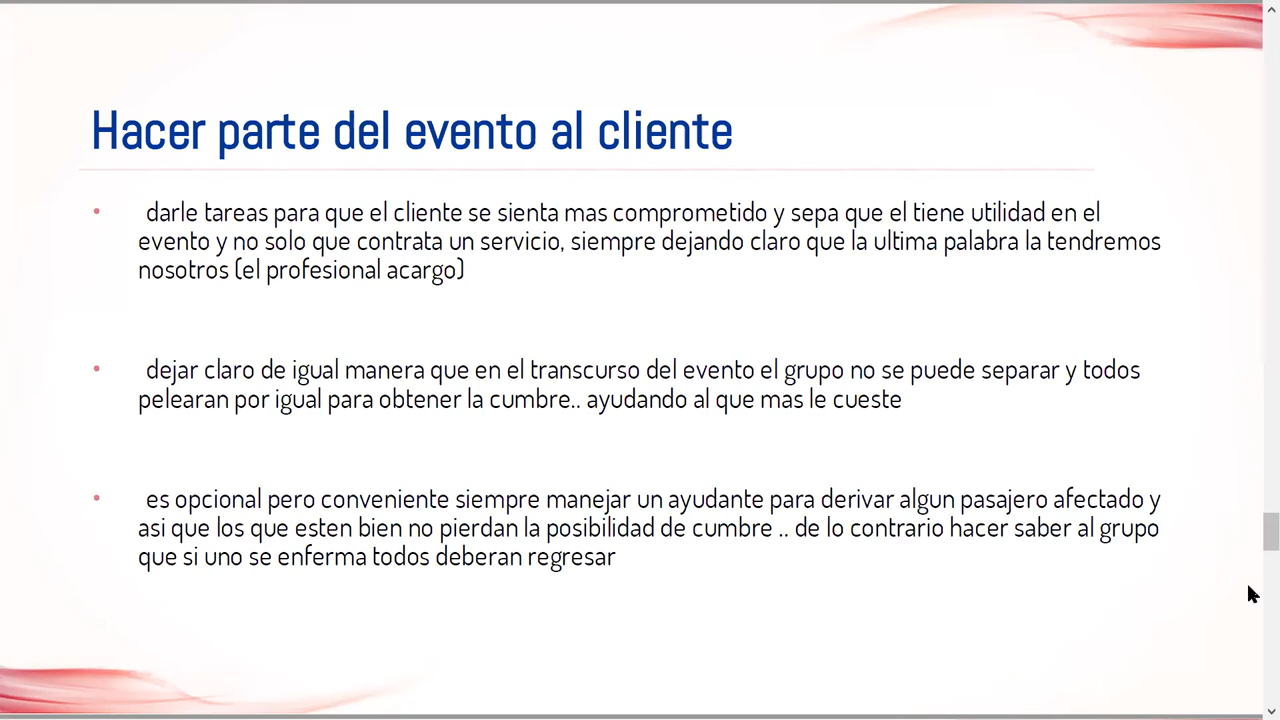 Hacer parte del evento al cliente
• darle tareas para que el cliente se sienta mas comprometido y sepa que el tiene utilidad en el
evento y no solo que contrata un servicio, siempre dejando claro que la ultima palabra la tendremos
nosotros (el profesional acargo)
• dejar claro de igual manera que en el transcurso del evento el grupo no se puede separar y todos
pelearan por igual para obtener la cumbre.. ayudando al que mas le cueste
• es opcional pero conveniente siempre manejar un ayudante para derivar algun pasajero afectado y
asi que los que esten bien no pierdan la posibilidad de cumbre .. de lo contrario hacer saber al grupo
que si uno se enferma todos deberan regresar